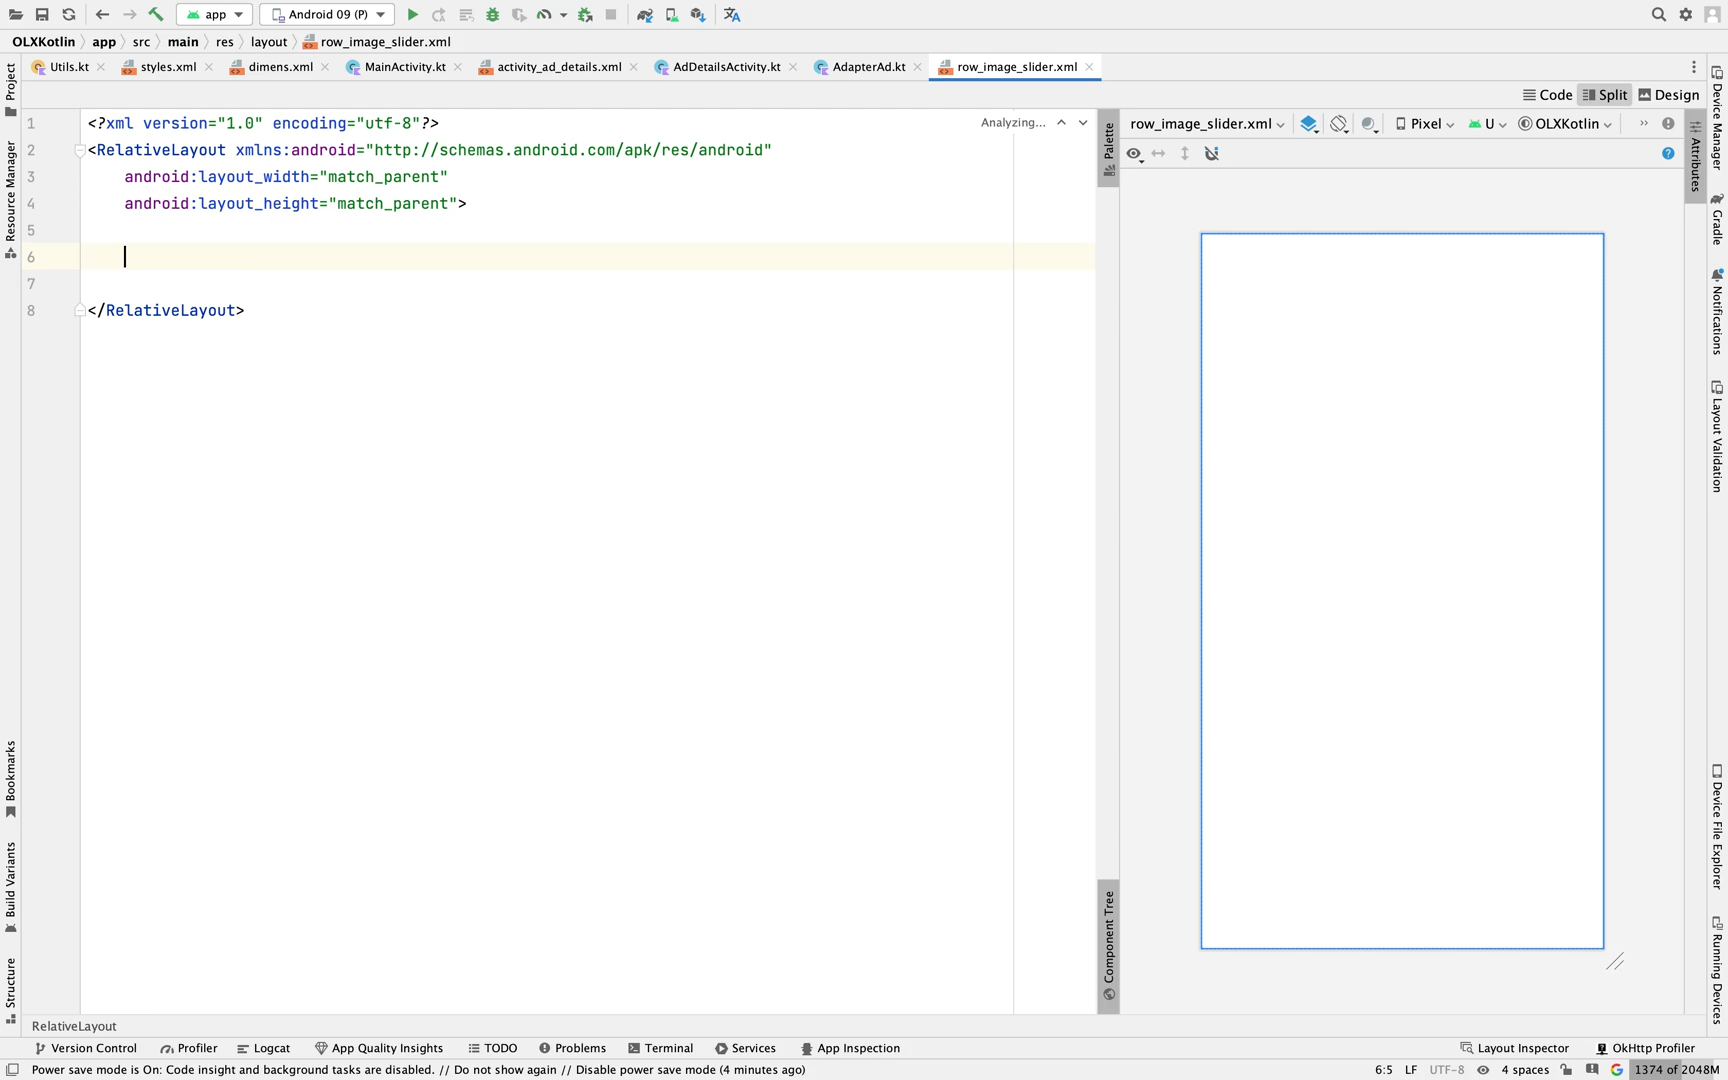 app
Android 09 (P)
OLXKotlin app src main res layout row_image_slider.xml
Utils.kt styles.xml dimens.xml MainActivity.kt activity_ad_details.xml AdDetailsActivity.kt AdapterAd.kt row_image_slider.xml
Code Split Design
1 <?xml version="1.0" encoding="utf-8"?>
2 <RelativeLayout xmlns:android="http://schemas.android.com/apk/res/android"
3 android:layout_width="match_parent"
4 android:layout_height="match_parent">
5
6
7
8 </RelativeLayout>
Analyzing...
row_image_slider.xml Pixel U OLXKotlin
Project
Resource Manager
Bookmarks
Build Variants
Structure
Palette
Component Tree
Attributes
Device Manager
Gradle
Notifications
Layout Validation
Device File Explorer
Running Devices
RelativeLayout
Version Control Profiler Logcat App Quality Insights TODO Problems Terminal Services App Inspection Layout Inspector OkHttp Profiler
Power save mode is On: Code insight and background tasks are disabled. // Do not show again // Disable power save mode (4 minutes ago) 6:5 LF UTF-8 4 spaces 1374 of 2048M